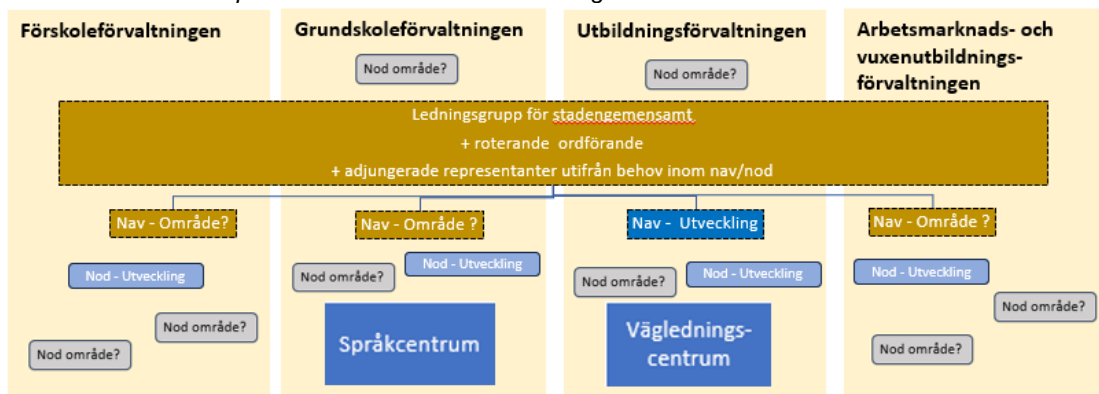 Förskoleförvaltningen
Grundskoleförvaltningen
Utbildningsförvaltningen
Arbetsmarknads- och
vuxenutbildnings-
förvaltningen
Nod område?
Nod område?
Ledningsgrupp för stadengemensamt
+ roterande ordförande
+ adjungerade representanter utifrån behov inom nav/nod
Nav - Område?
Nav - Område ?
Nav - Utveckling
Nav - Område ?
Nod - Utveckling
Nod område?
Nod - Utveckling
Nod område?
Nod - Utveckling
Nod - Utveckling
Nod område?
Nod område?
Nod område?
Nod område?
Språkcentrum
Väglednings-
centrum